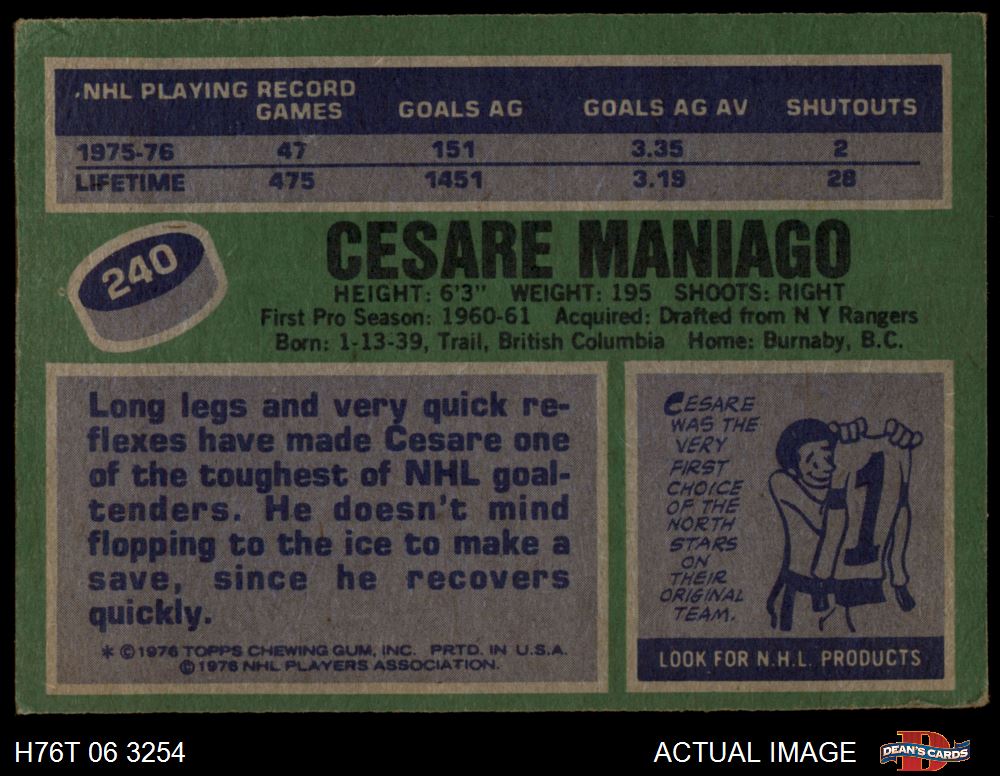 NHL PLAYING RECORD
GAMES GOALS AG GOALS AG AV SHUTOUTS
1975-76 47 151 3.35 2
LIFETIME 475 1451 3.19 28
240
CESARE MANIAGO
HEIGHT: 6'3" WEIGHT: 195 SHOOTS: RIGHT
First Pro Season: 1960-61 Acquired: Drafted from N Y Rangers
Born: 1-13-39, Trail, British Columbia Home: Burnaby, B.C.
Long legs and very quick re-
flexes have made Cesare one
of the toughest of NHL goal-
tenders. He doesn't mind
flopping to the ice to make a
save, since he recovers
quickly.
* © 1976 TOPPS CHEWING GUM, INC. PRTD. IN U.S.A.
© 1976 NHL PLAYERS ASSOCIATION.
CESARE
WAS THE
VERY
FIRST
CHOICE
OF THE
NORTH
STARS
ON
THEIR
ORIGINAL
TEAM.
1
LOOK FOR N.H.L. PRODUCTS
H76T 06 3254
ACTUAL IMAGE
D
DEAN'S CARDS